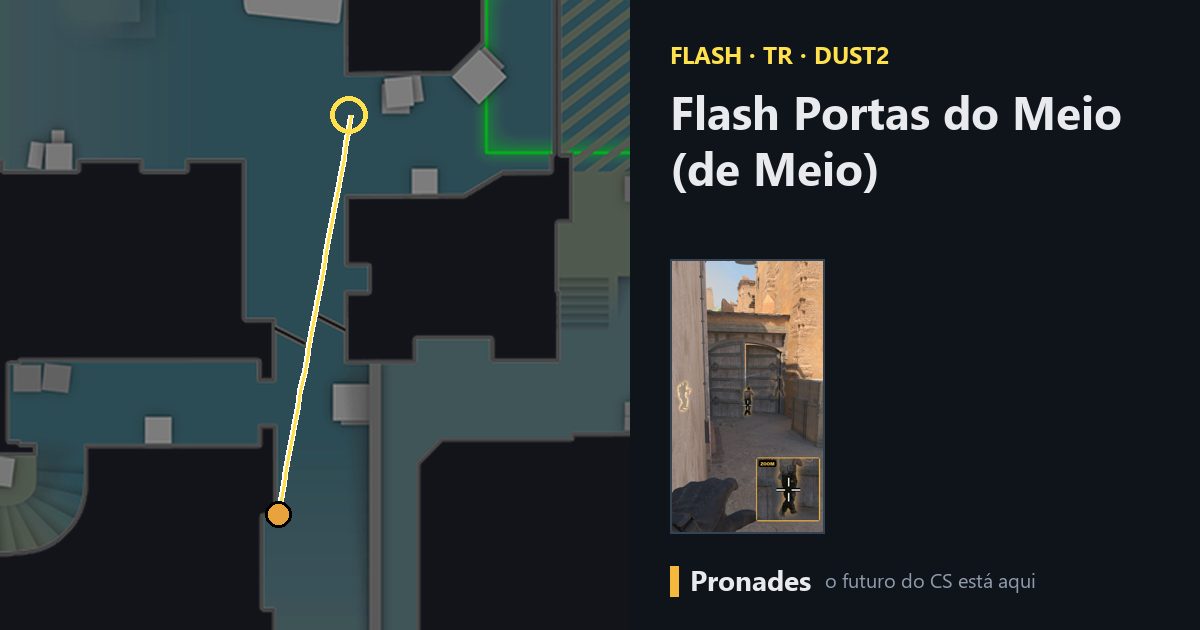 FLASH · TR · DUST2
Flash Portas do Meio
(de Meio)
ZOOM
Pronades o futuro do CS está aqui